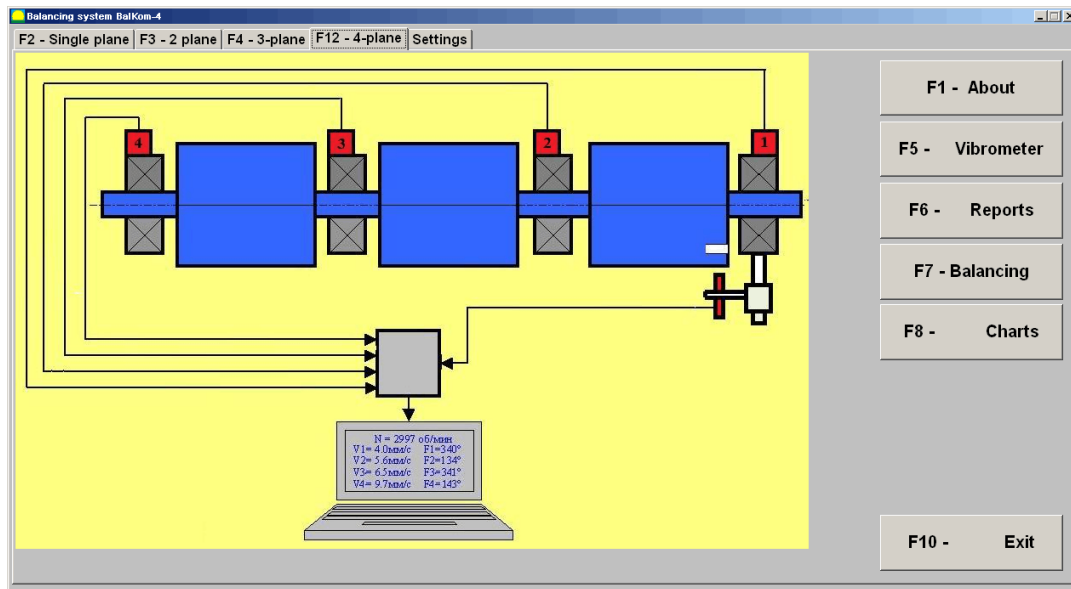 Balancing system BalKom-4
F2 - Single plane F3 - 2 plane F4 - 3-plane F12 - 4-plane Settings
F1 - About
4 3 2 1
F5 - Vibrometer
F6 - Reports
F7 - Balancing
F8 - Charts
N = 2997 об/мин
V1= 4.0мм/с F1=340°
V2= 5.6мм/с F2=134°
V3= 6.5мм/с F3=341°
V4= 9.7мм/с F4=143°
F10 - Exit